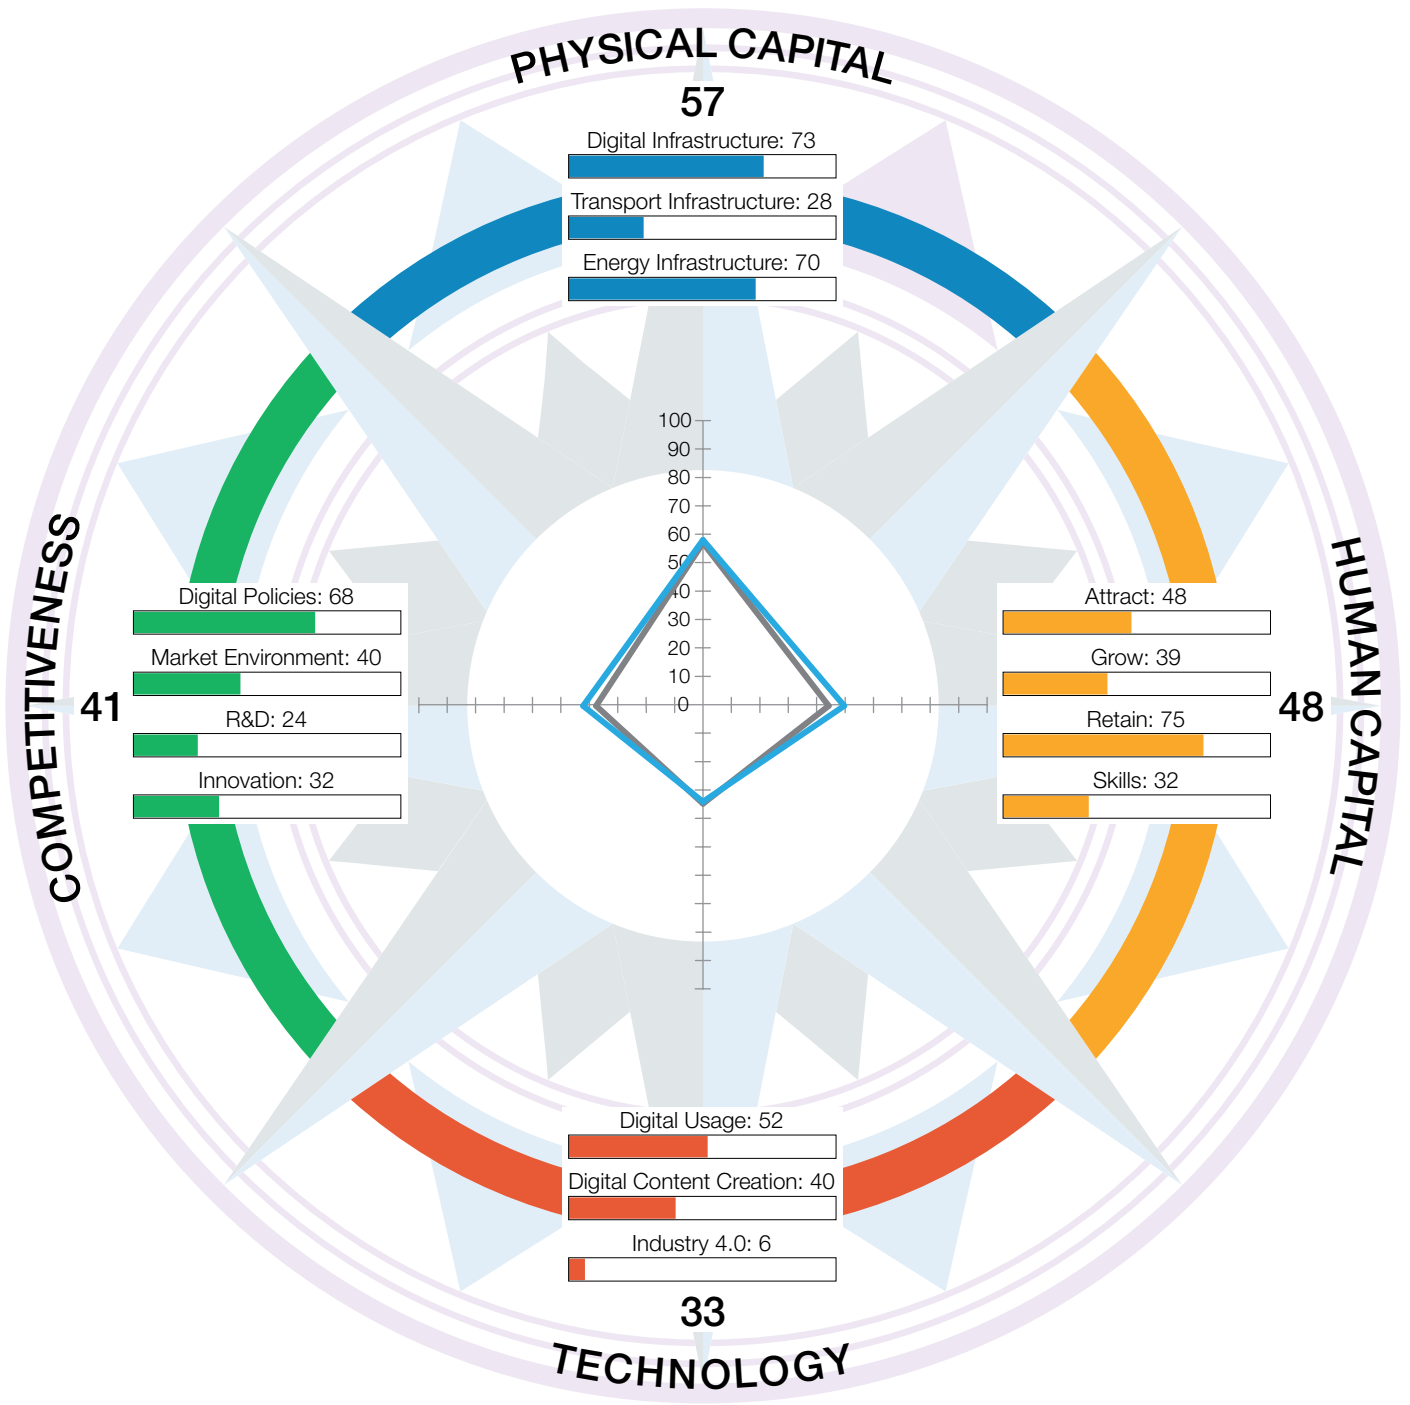 PHYSICAL CAPITAL
57
Digital Infrastructure: 73
Transport Infrastructure: 28
Energy Infrastructure: 70
COMPETITIVENESS
41
Digital Policies: 68
Market Environment: 40
R&D: 24
Innovation: 32
100
90
80
70
60
50
40
30
20
10
0
Attract: 48
Grow: 39
Retain: 75
Skills: 32
48
HUMAN CAPITAL
Digital Usage: 52
Digital Content Creation: 40
Industry 4.0: 6
33
TECHNOLOGY